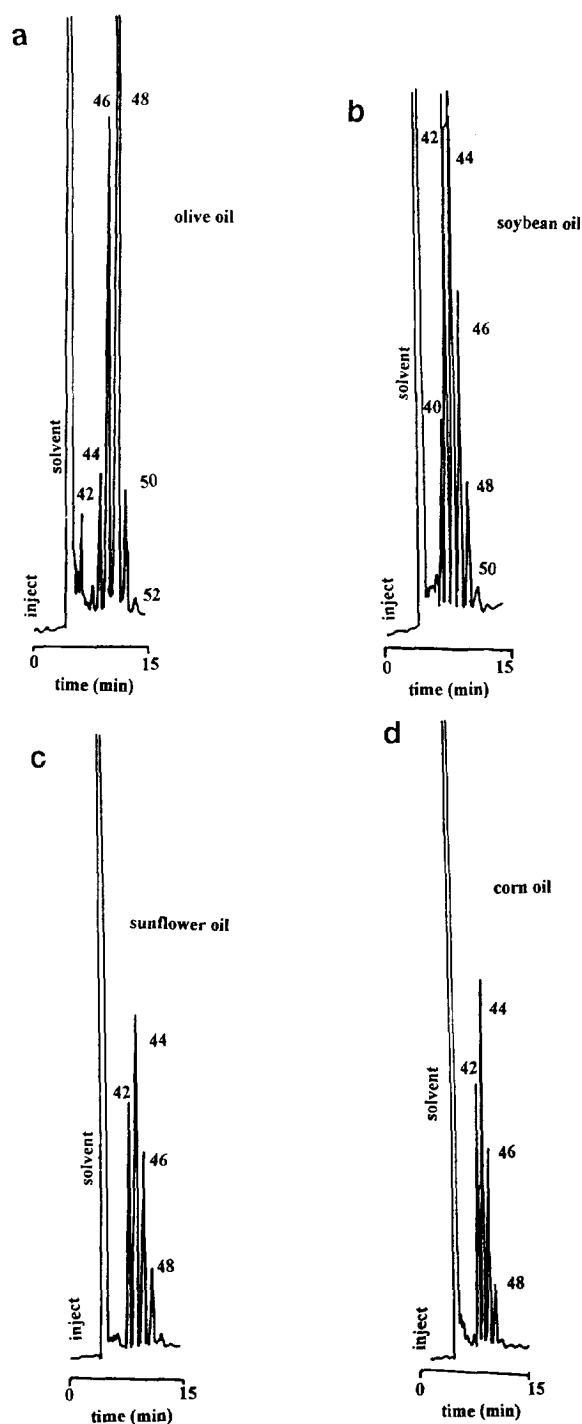 a
46
48
olive oil
solvent
44
42
50
52
inject
0
15
time (min)
b
42
44
soybean oil
46
solvent
40
48
50
inject
0
15
time (min)
c
sunflower oil
44
42
solvent
46
48
inject
0
15
time (min)
d
corn oil
44
42
solvent
46
48
inject
0
15
time (min)